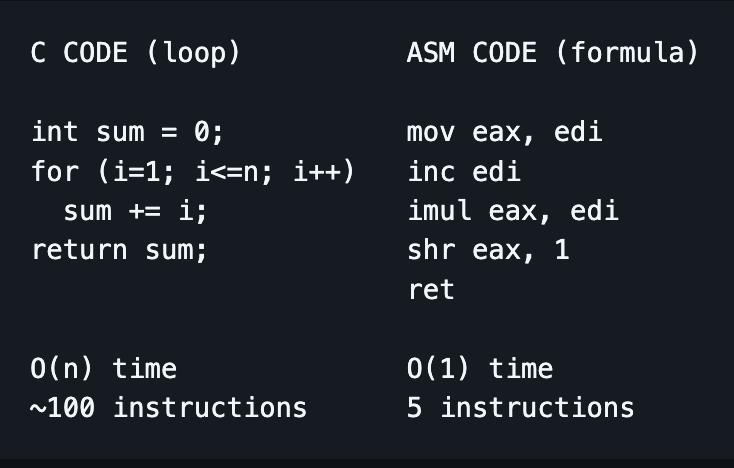 C CODE (loop)
int sum = 0;
for (i=1; i<=n; i++)
  sum += i;
return sum;
O(n) time
~100 instructions
ASM CODE (formula)
mov eax, edi
inc edi
imul eax, edi
shr eax, 1
ret
O(1) time
5 instructions